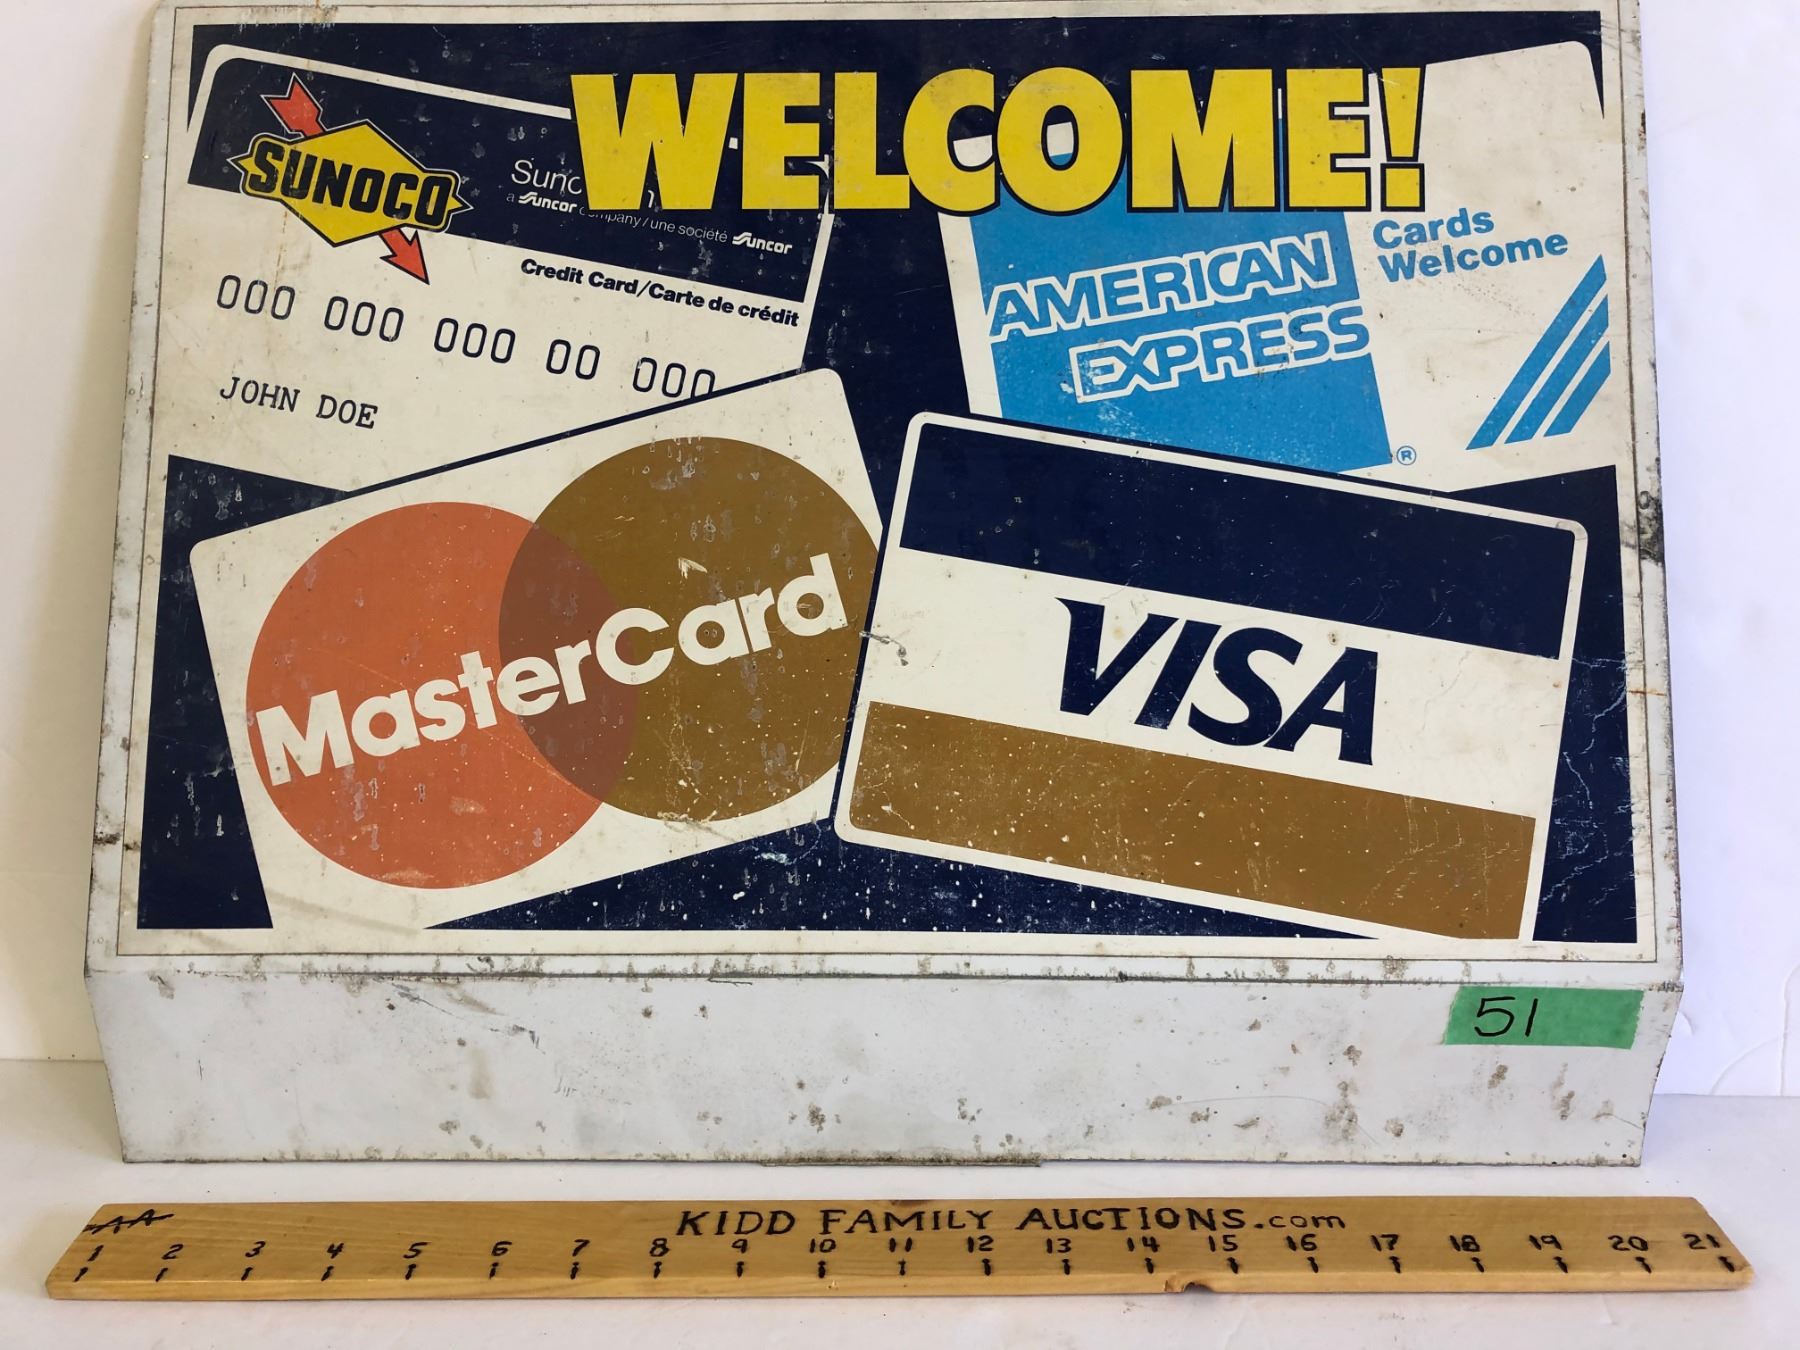 WELCOME!
SUNOCO
a Suncor company/une société Suncor
Credit Card/Carte de crédit
000 000 000 00 000
JOHN DOE
AMERICAN
EXPRESS
®
Cards
Welcome
MasterCard
VISA
51
KIDD FAMILY AUCTIONS.com
1 2 3 4 5 6 7 8 9 10 11 12 13 14 15 16 17 18 19 20 21